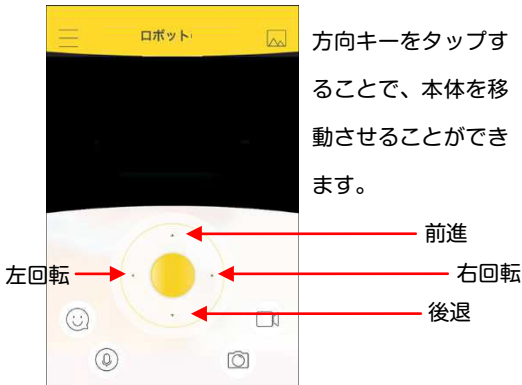 ロボット
方向キーをタップす
ることで、本体を移
動させることができ
ます。
前進
左回転
右回転
後退